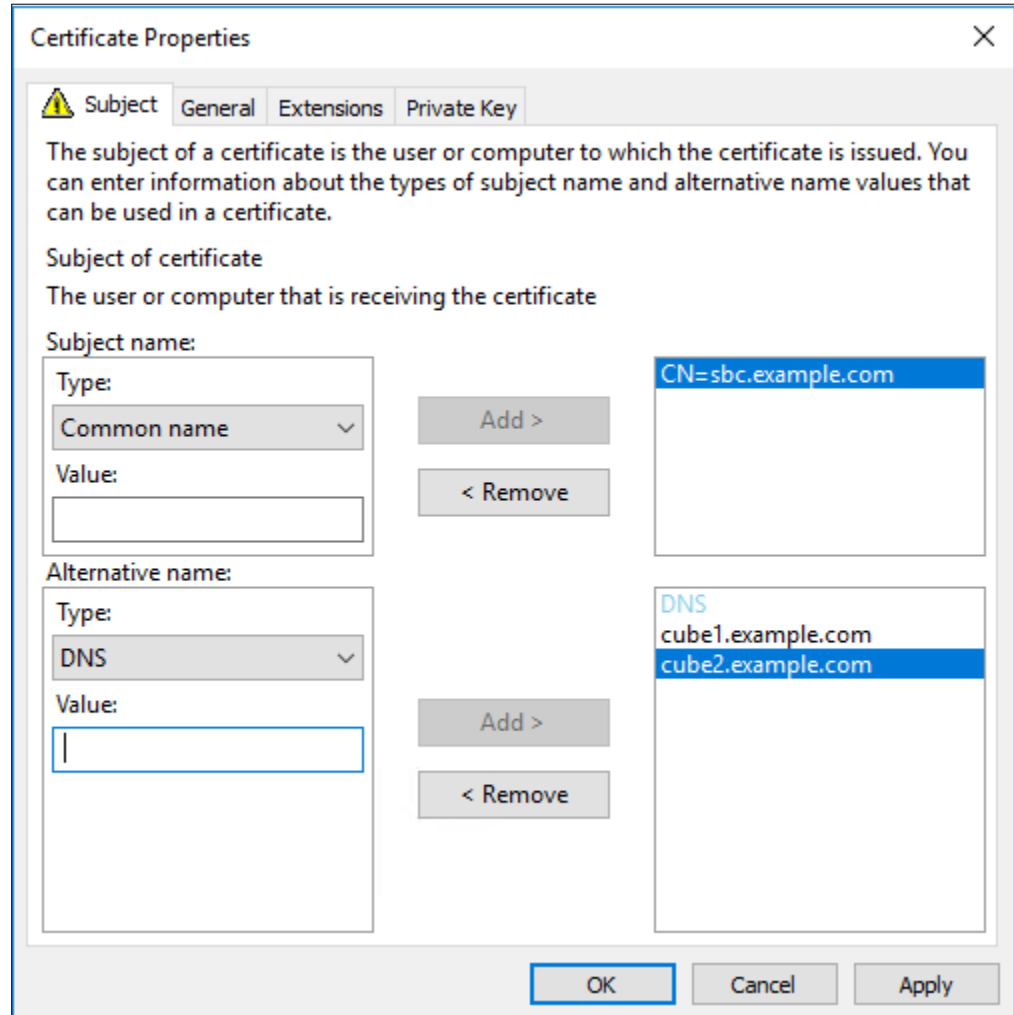 Certificate Properties
Subject General Extensions Private Key
The subject of a certificate is the user or computer to which the certificate is issued. You
can enter information about the types of subject name and alternative name values that
can be used in a certificate.
Subject of certificate
The user or computer that is receiving the certificate
Subject name:
Type:
Common name
Value:
Add >
< Remove
CN=sbc.example.com
Alternative name:
Type:
DNS
Value:
Add >
< Remove
DNS
cube1.example.com
cube2.example.com
OK Cancel Apply